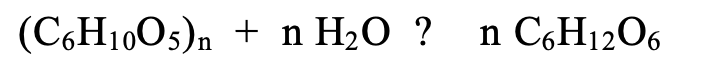 (C₆H₁₀O₅)ₙ + n H₂O ? n C₆H₁₂O₆